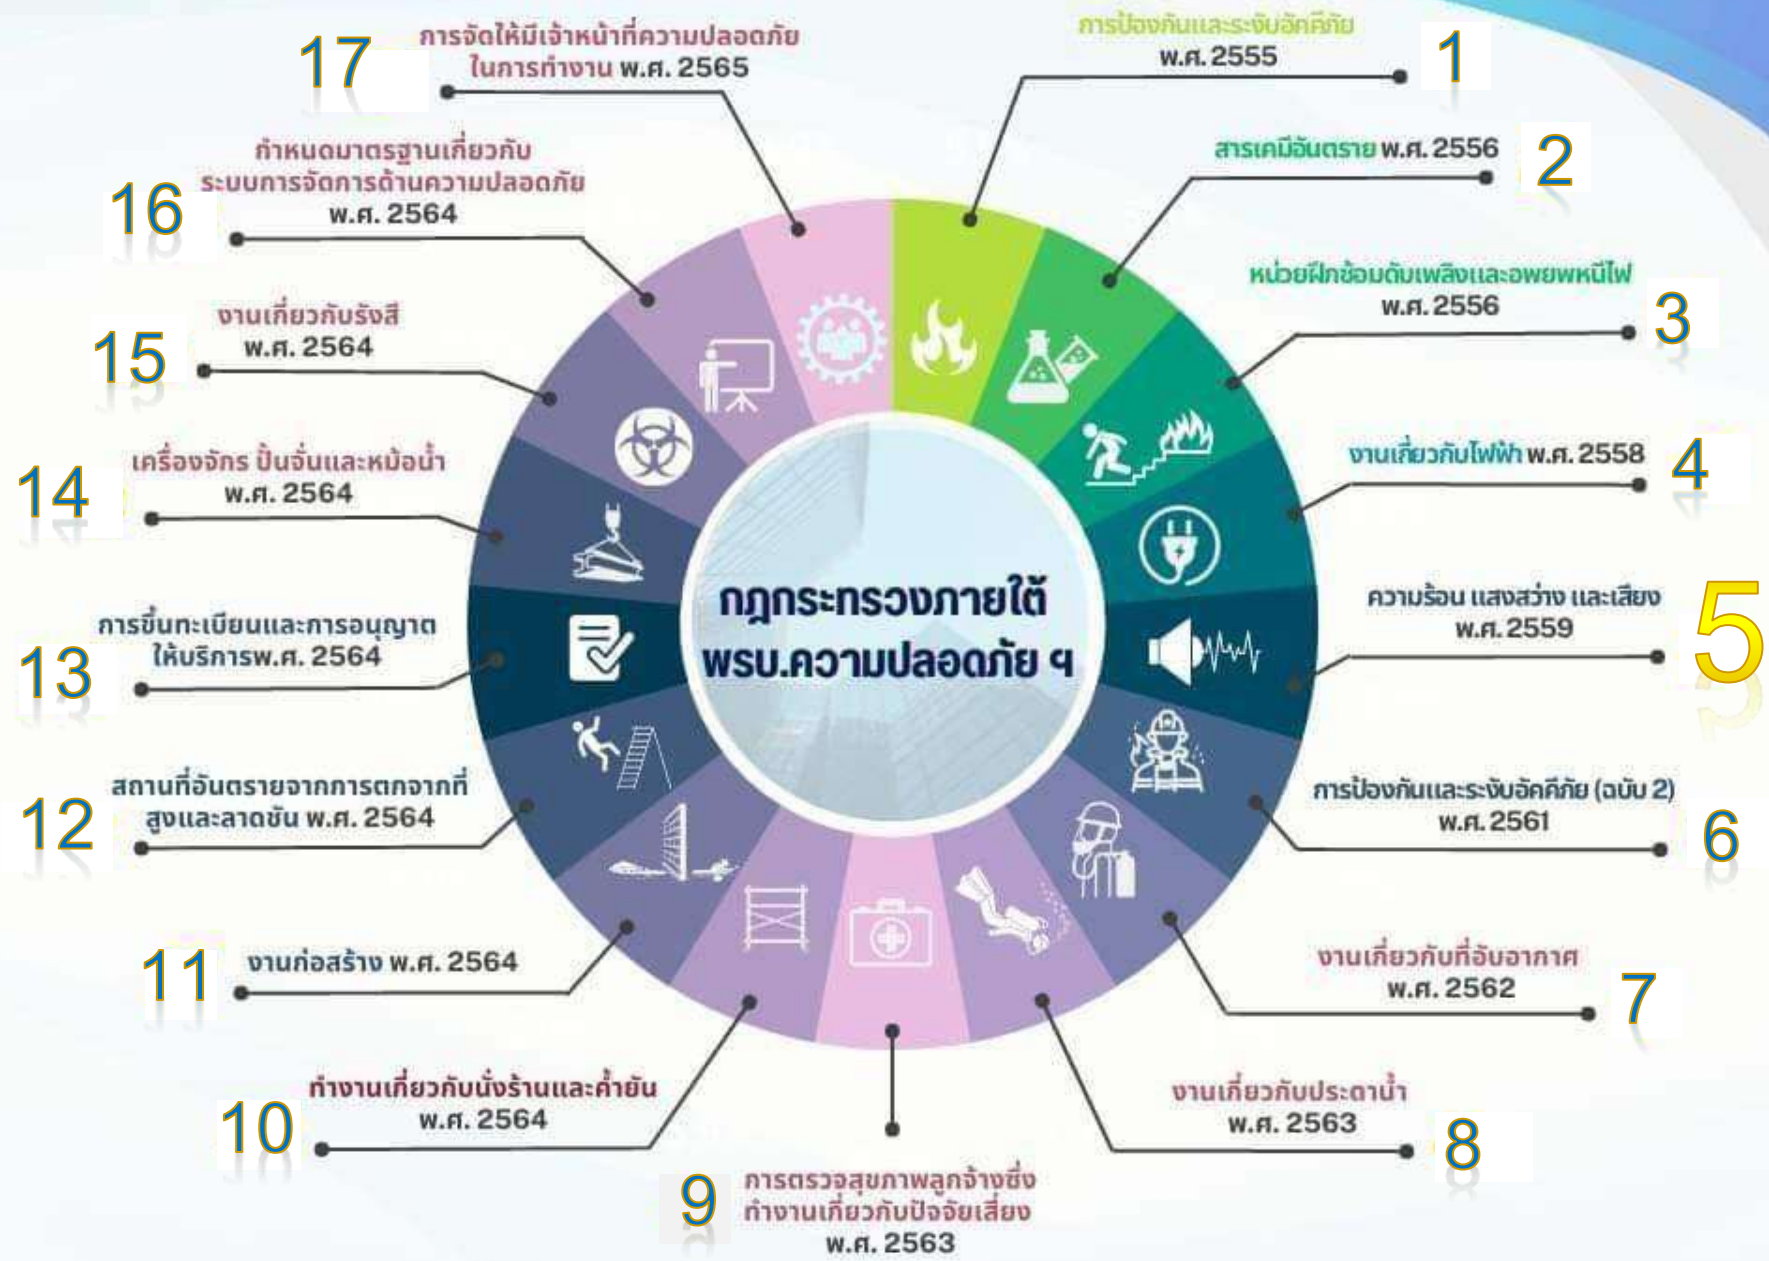 กฎกระทรวงภายใต้
พรบ.ความปลอดภัย ฯ
1
การป้องกันและระงับอัคคีภัย
พ.ศ. 2555
2
สารเคมีอันตราย พ.ศ. 2556
3
หน่วยฝึกซ้อมดับเพลิงและอพยพหนีไฟ
พ.ศ. 2556
4
งานเกี่ยวกับไฟฟ้า พ.ศ. 2558
5
ความร้อน แสงสว่าง และเสียง
พ.ศ. 2559
6
การป้องกันและระงับอัคคีภัย (ฉบับ 2)
พ.ศ. 2561
7
งานเกี่ยวกับที่อับอากาศ
พ.ศ. 2562
8
งานเกี่ยวกับประดาน้ำ
พ.ศ. 2563
9
การตรวจสุขภาพลูกจ้างซึ่ง
ทำงานเกี่ยวกับปัจจัยเสี่ยง
พ.ศ. 2563
10
ทำงานเกี่ยวกับนั่งร้านและค้ำยัน
พ.ศ. 2564
11
งานก่อสร้าง พ.ศ. 2564
12
สถานที่อันตรายจากการตกจากที่
สูงและลาดชัน พ.ศ. 2564
13
การขึ้นทะเบียนและการอนุญาต
ให้บริการพ.ศ. 2564
14
เครื่องจักร ปั้นจั่นและหม้อน้ำ
พ.ศ. 2564
15
งานเกี่ยวกับรังสี
พ.ศ. 2564
16
กำหนดมาตรฐานเกี่ยวกับ
ระบบการจัดการด้านความปลอดภัย
พ.ศ. 2564
17
การจัดให้มีเจ้าหน้าที่ความปลอดภัย
ในการทำงาน พ.ศ. 2565